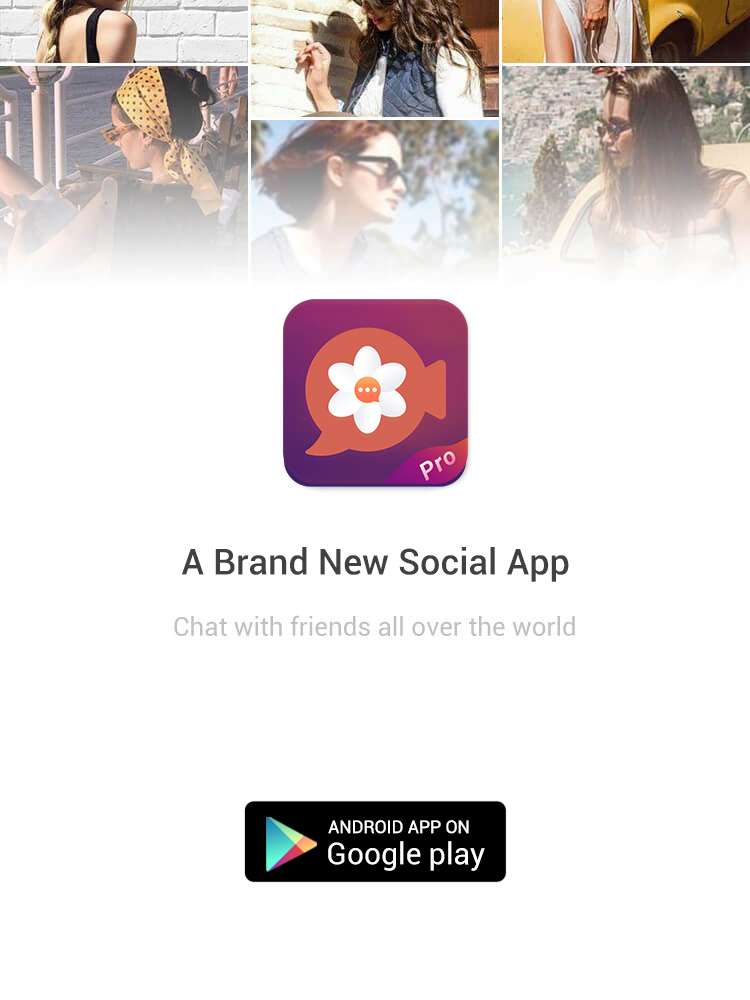 Pro
A Brand New Social App
Chat with friends all over the world
ANDROID APP ON
Google play